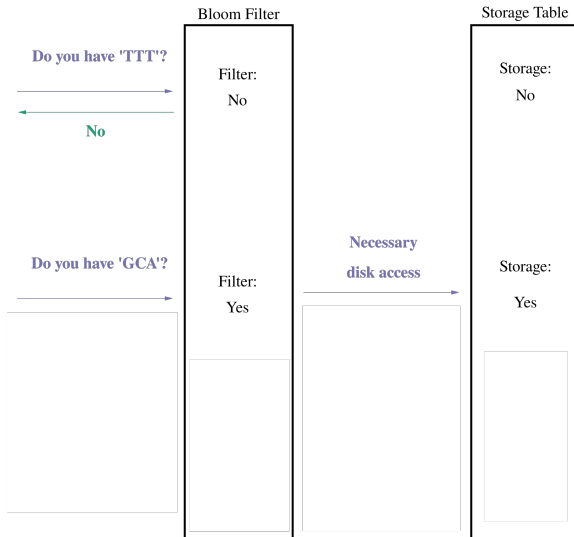 Bloom Filter
Storage Table
Do you have 'TTT'?
Filter:
No
Storage:
No
No
Do you have 'GCA'?
Filter:
Yes
Necessary
disk access
Storage:
Yes